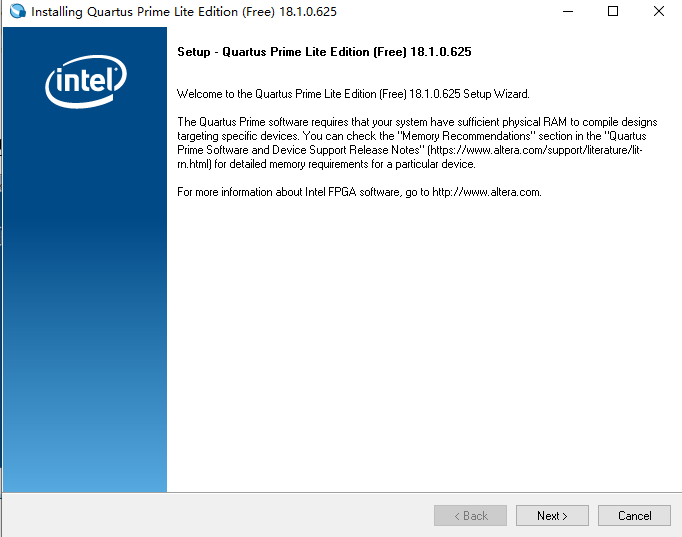 Installing Quartus Prime Lite Edition (Free) 18.1.0.625
intel
Setup - Quartus Prime Lite Edition (Free) 18.1.0.625
Welcome to the Quartus Prime Lite Edition (Free) 18.1.0.625 Setup Wizard.
The Quartus Prime software requires that your system have sufficient physical RAM to compile designs
targeting specific devices. You can check the "Memory Recommendations" section in the "Quartus
Prime Software and Device Support Release Notes" (https://www.altera.com/support/literature/lit-
rn.html) for detailed memory requirements for a particular device.
For more information about Intel FPGA software, go to http://www.altera.com.
< Back
Next >
Cancel